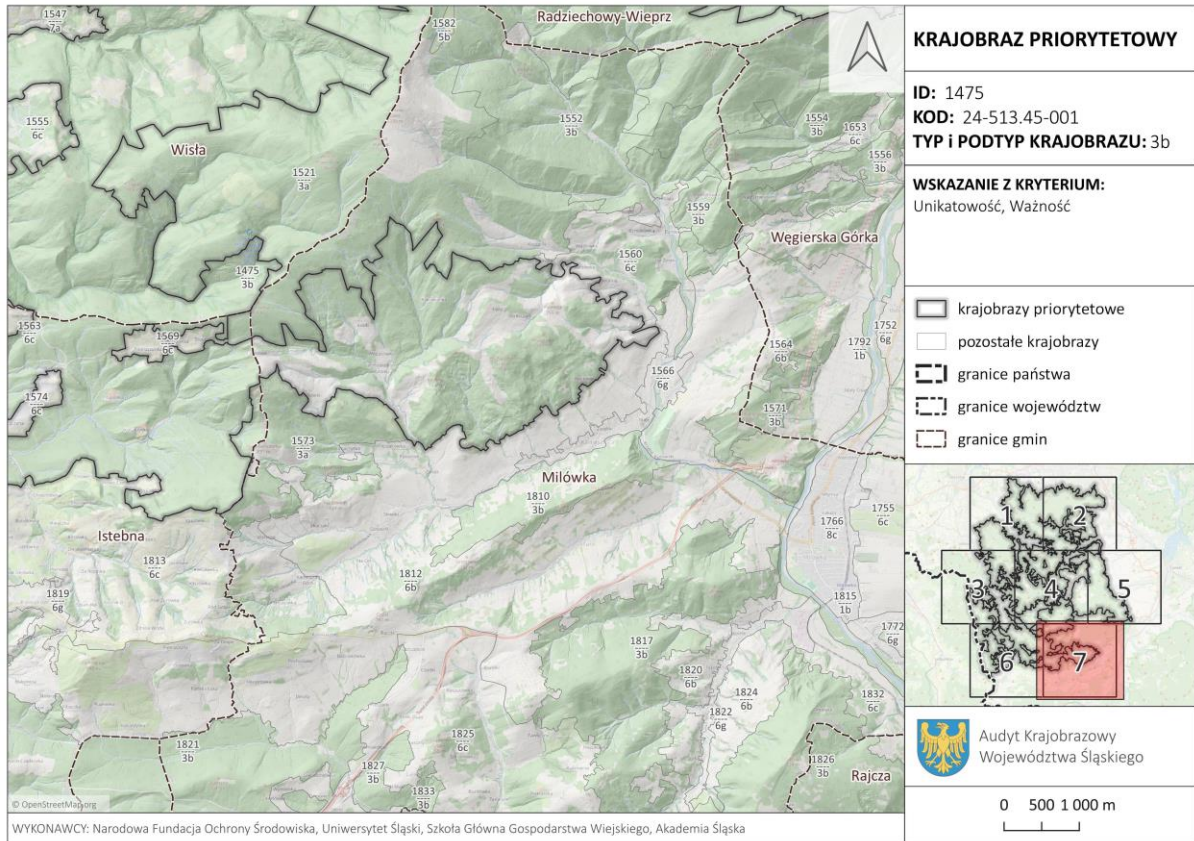 1547
7a
1582
5b
Radziechowy-Wieprz
1555
6c
Wisła
1552
3b
1554
3b
1653
6c
1556
3b
1521
3a
1559
3b
Węgierska Górka
1475
3b
1560
6c
1563
6c
1569
6c
1752
6g
1792
1b
1564
6b
1566
6g
1574
6c
1571
3b
1573
3a
Milówka
1810
3b
1755
6c
1766
8c
Istebna
1813
6c
1812
6b
1819
6g
1815
1b
1817
3b
1772
6g
1820
6b
1824
6b
1832
6c
1822
6g
1821
3b
1825
6c
1827
3b
1826
3b
1833
3b
Rajcza
© OpenStreetMap.org
WYKONAWCY: Narodowa Fundacja Ochrony Środowiska, Uniwersytet Śląski, Szkoła Główna Gospodarstwa Wiejskiego, Akademia Śląska
KRAJOBRAZ PRIORYTETOWY
ID: 1475
KOD: 24-513.45-001
TYP i PODTYP KRAJOBRAZU: 3b
WSKAZANIE Z KRYTERIUM:
Unikatowość, Ważność
krajobrazy priorytetowe
pozostałe krajobrazy
granice państwa
granice województw
granice gmin
1
2
3
4
5
6
7
Audyt Krajobrazowy
Województwa Śląskiego
0 500 1 000 m